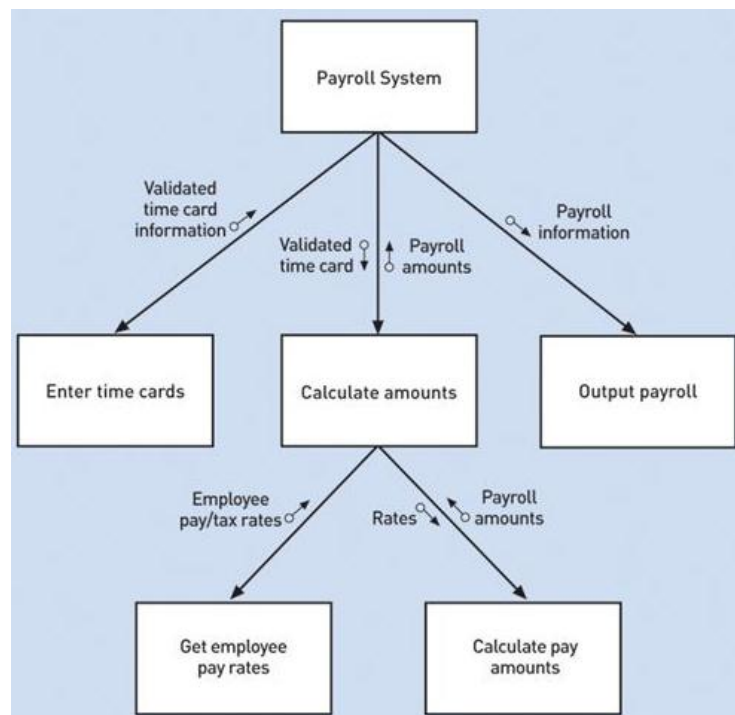 Payroll System
Validated
time card
information
Validated
time card
Payroll
amounts
Payroll
information
Enter time cards
Calculate amounts
Output payroll
Employee
pay/tax rates
Rates
Payroll
amounts
Get employee
pay rates
Calculate pay
amounts